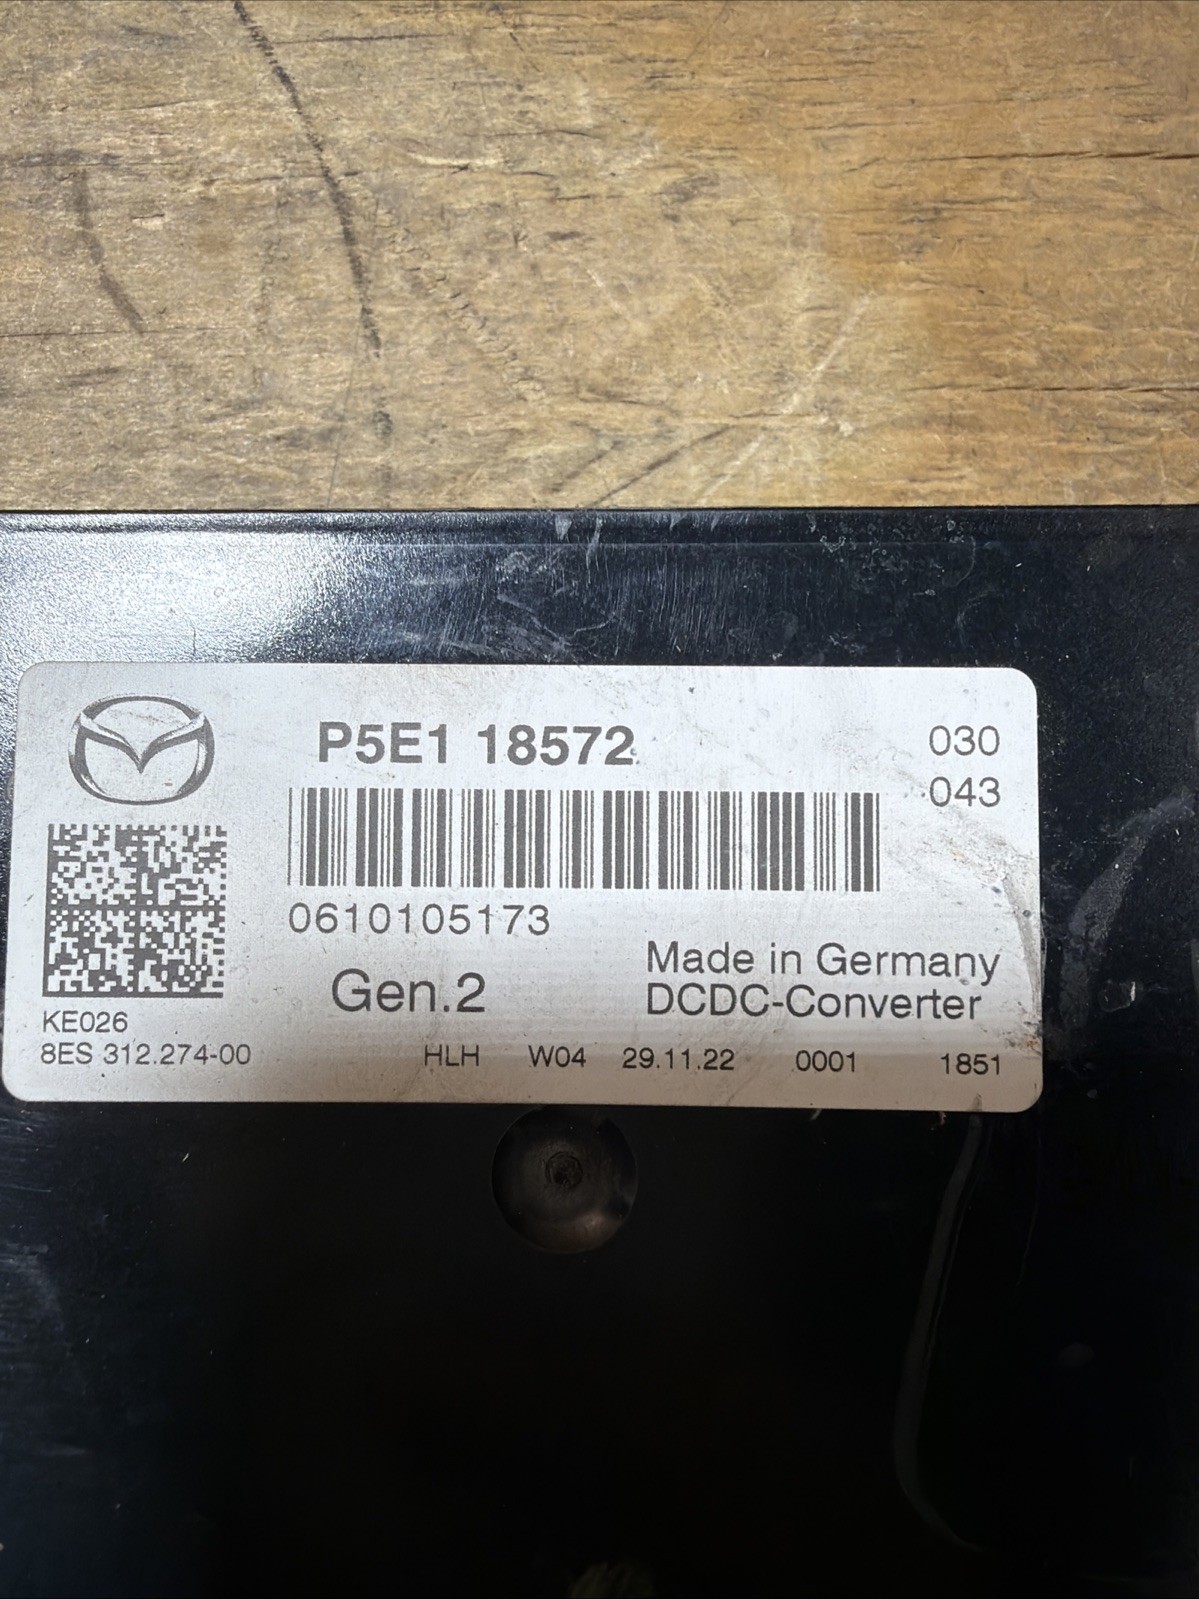 P5E1 18572
030
043
0610105173
Gen.2
Made in Germany
DCDC-Converter
KE026
8ES 312.274-00 HLH W04 29.11.22 0001 1851